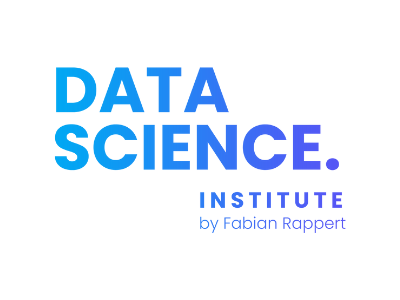 DATA
SCIENCE.
INSTITUTE
by Fabian Rappert